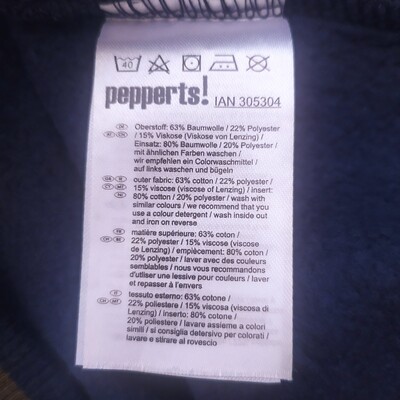 40
pepperts! IAN 305304
Oberstoff: 63% Baumwolle / 22% Polyester
/ 15% Viskose (Viskose von Lenzing) /
Einsatz: 80% Baumwolle / 20% Polyester /
mit ähnlichen Farben waschen /
wir empfehlen ein Colorwaschmittel /
auf links waschen und bügeln
outer fabric: 63% cotton / 22% polyester /
15% viscose (viscose of Lenzing) / insert:
80% cotton / 20% polyester / wash with
similar colours / we recommend that you
use a colour detergent / wash inside out
and iron on reverse
matière supérieure: 63% coton /
22% polyester / 15% viscose (viscose
de Lenzing) / emplècement: 80% coton /
20% polyester / laver avec des couleurs
semblables / nous vous recommandons
d'utiliser une lessive pour couleurs / laver
et repasser à l'envers
tessuto esterno: 63% cotone /
22% poliestere / 15% viscosa (viscosa di
Lenzing) / inserto: 80% cotone /
20% poliestere / lavare assieme a colori
simili / si consiglia detersivo per colorati /
lavare e stirare al rovescio